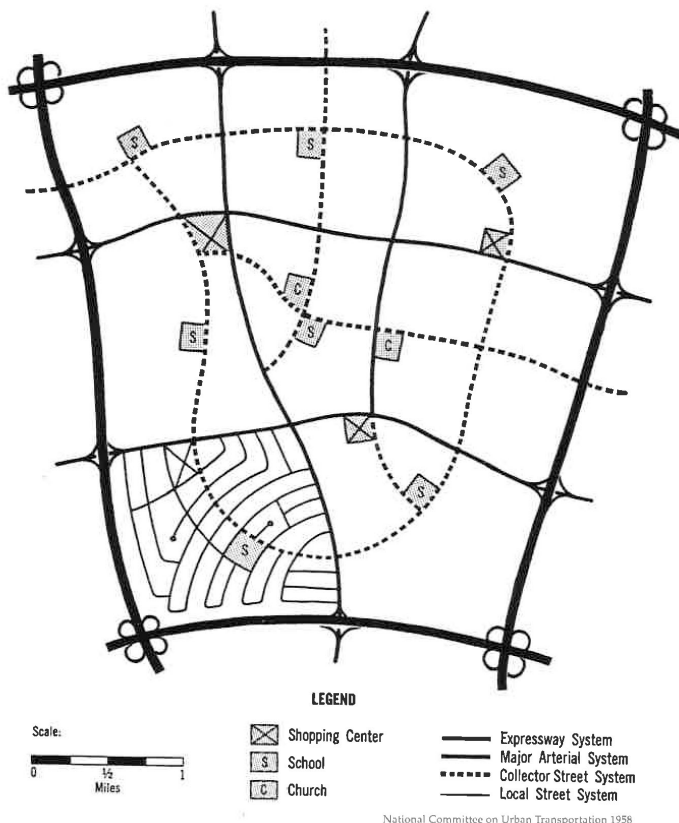 S
S
S
C
S
S
C
S
S
LEGEND
Scale:
0 ½ 1
Miles
Shopping Center
S School
C Church
Expressway System
Major Arterial System
Collector Street System
Local Street System
National Committee on Urban Transportation 1958